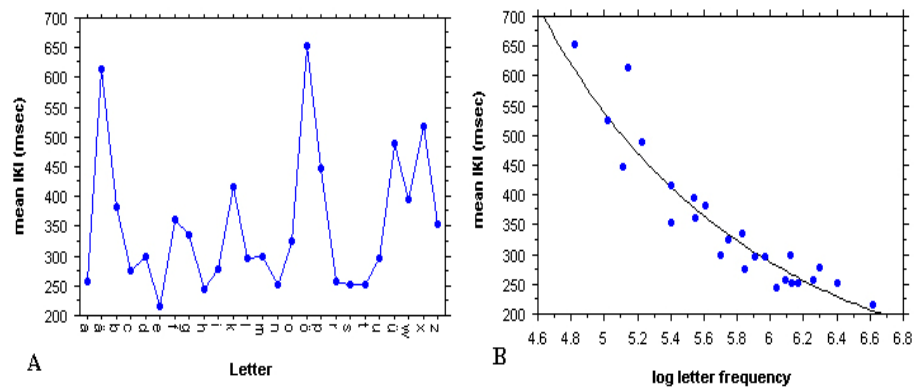 700
650
600
550
500
450
400
350
300
250
200
mean IKI (msec)
a ä b c d e f g h i k l m n o ö p r s t u ü w x z
Letter
A
700
650
600
550
500
450
400
350
300
250
200
mean IKI (msec)
4.6 4.8 5 5.2 5.4 5.6 5.8 6 6.2 6.4 6.6 6.8
log letter frequency
B